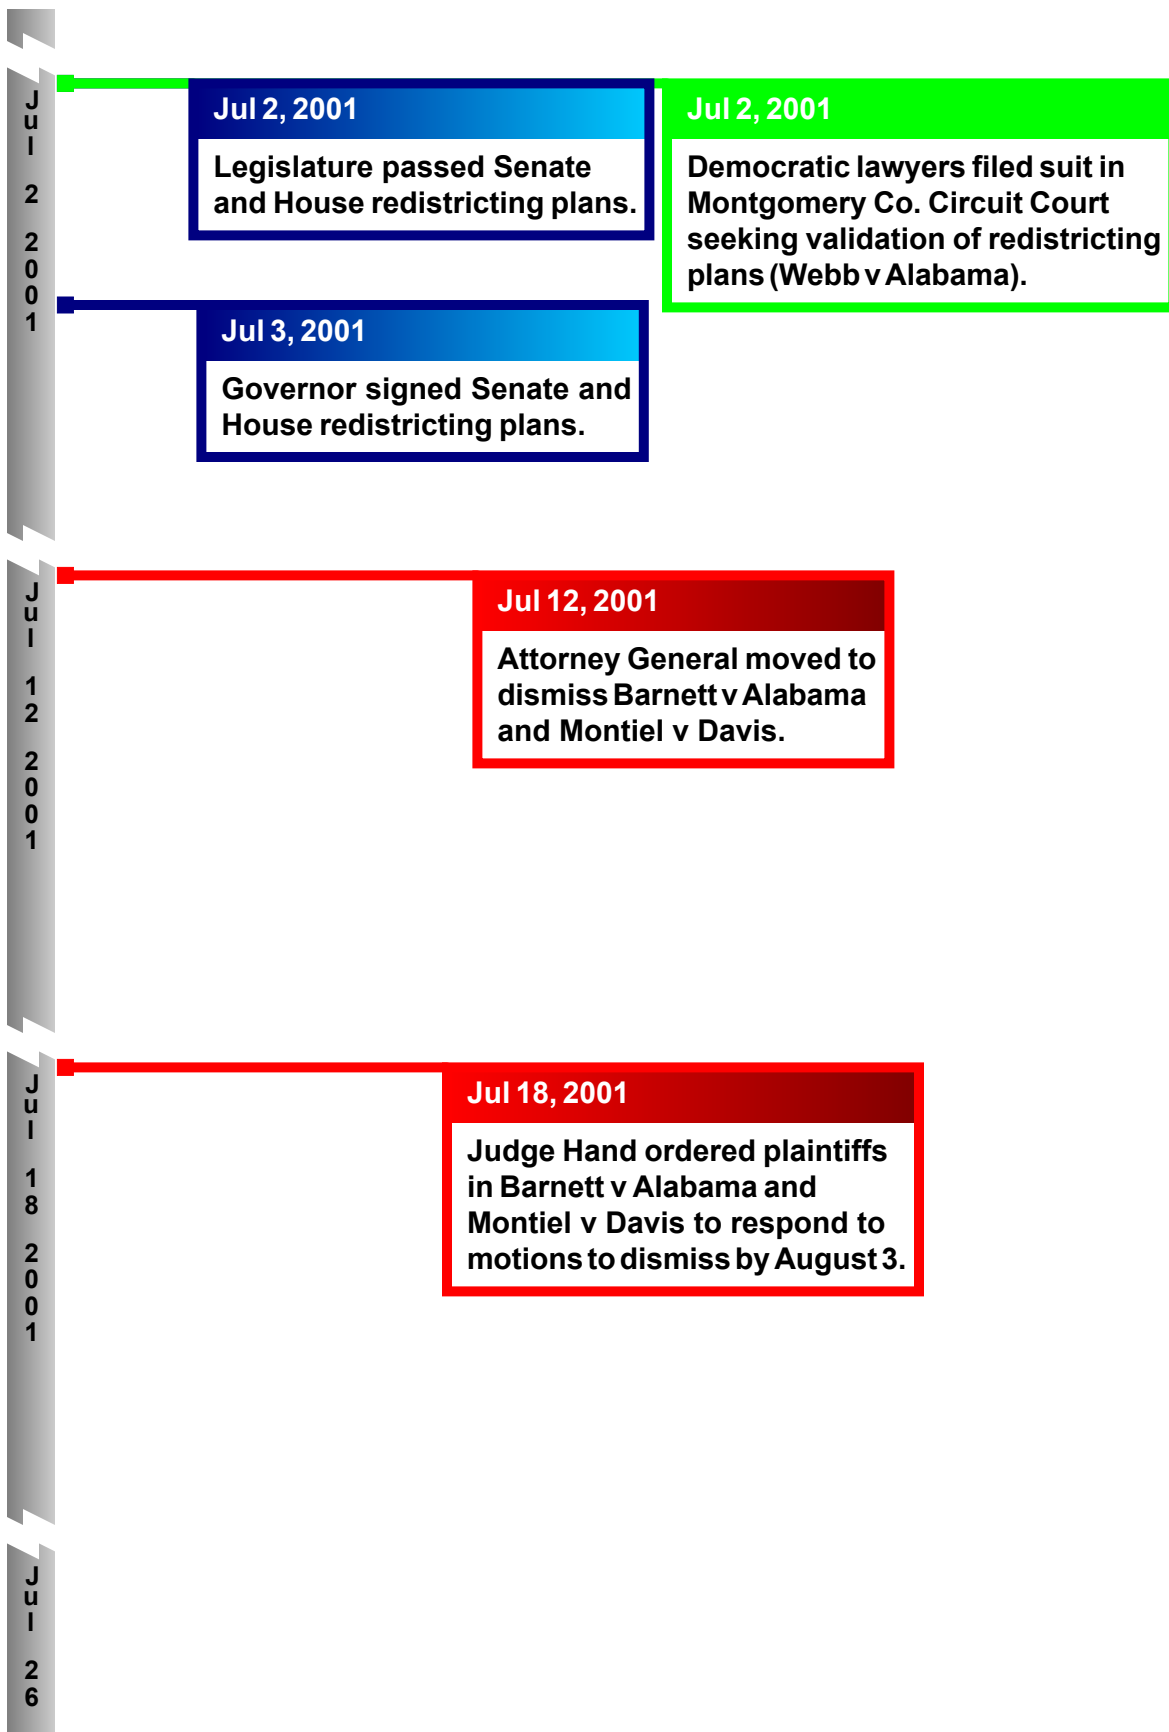 Jul 2 2001
Jul 2, 2001
Legislature passed Senate
and House redistricting plans.
Jul 2, 2001
Democratic lawyers filed suit in
Montgomery Co. Circuit Court
seeking validation of redistricting
plans (Webb v Alabama).
Jul 3, 2001
Governor signed Senate and
House redistricting plans.
Jul 12 2001
Jul 12, 2001
Attorney General moved to
dismiss Barnett v Alabama
and Montiel v Davis.
Jul 18 2001
Jul 18, 2001
Judge Hand ordered plaintiffs
in Barnett v Alabama and
Montiel v Davis to respond to
motions to dismiss by August 3.
Jul 26